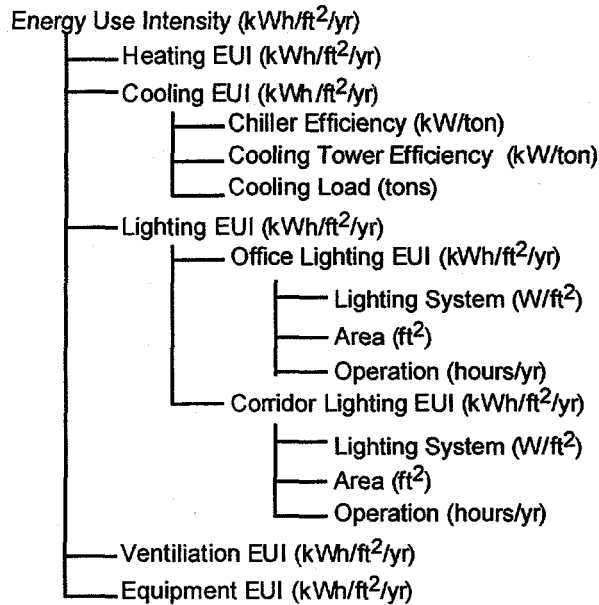 Energy Use Intensity (kWh/ft²/yr)
Heating EUI (kWh/ft²/yr)
Cooling EUI (kWh/ft²/yr)
Chiller Efficiency (kW/ton)
Cooling Tower Efficiency (kW/ton)
Cooling Load (tons)
Lighting EUI (kWh/ft²/yr)
Office Lighting EUI (kWh/ft²/yr)
Lighting System (W/ft²)
Area (ft²)
Operation (hours/yr)
Corridor Lighting EUI (kWh/ft²/yr)
Lighting System (W/ft²)
Area (ft²)
Operation (hours/yr)
Ventiliation EUI (kWh/ft²/yr)
Equipment EUI (kWh/ft²/yr)